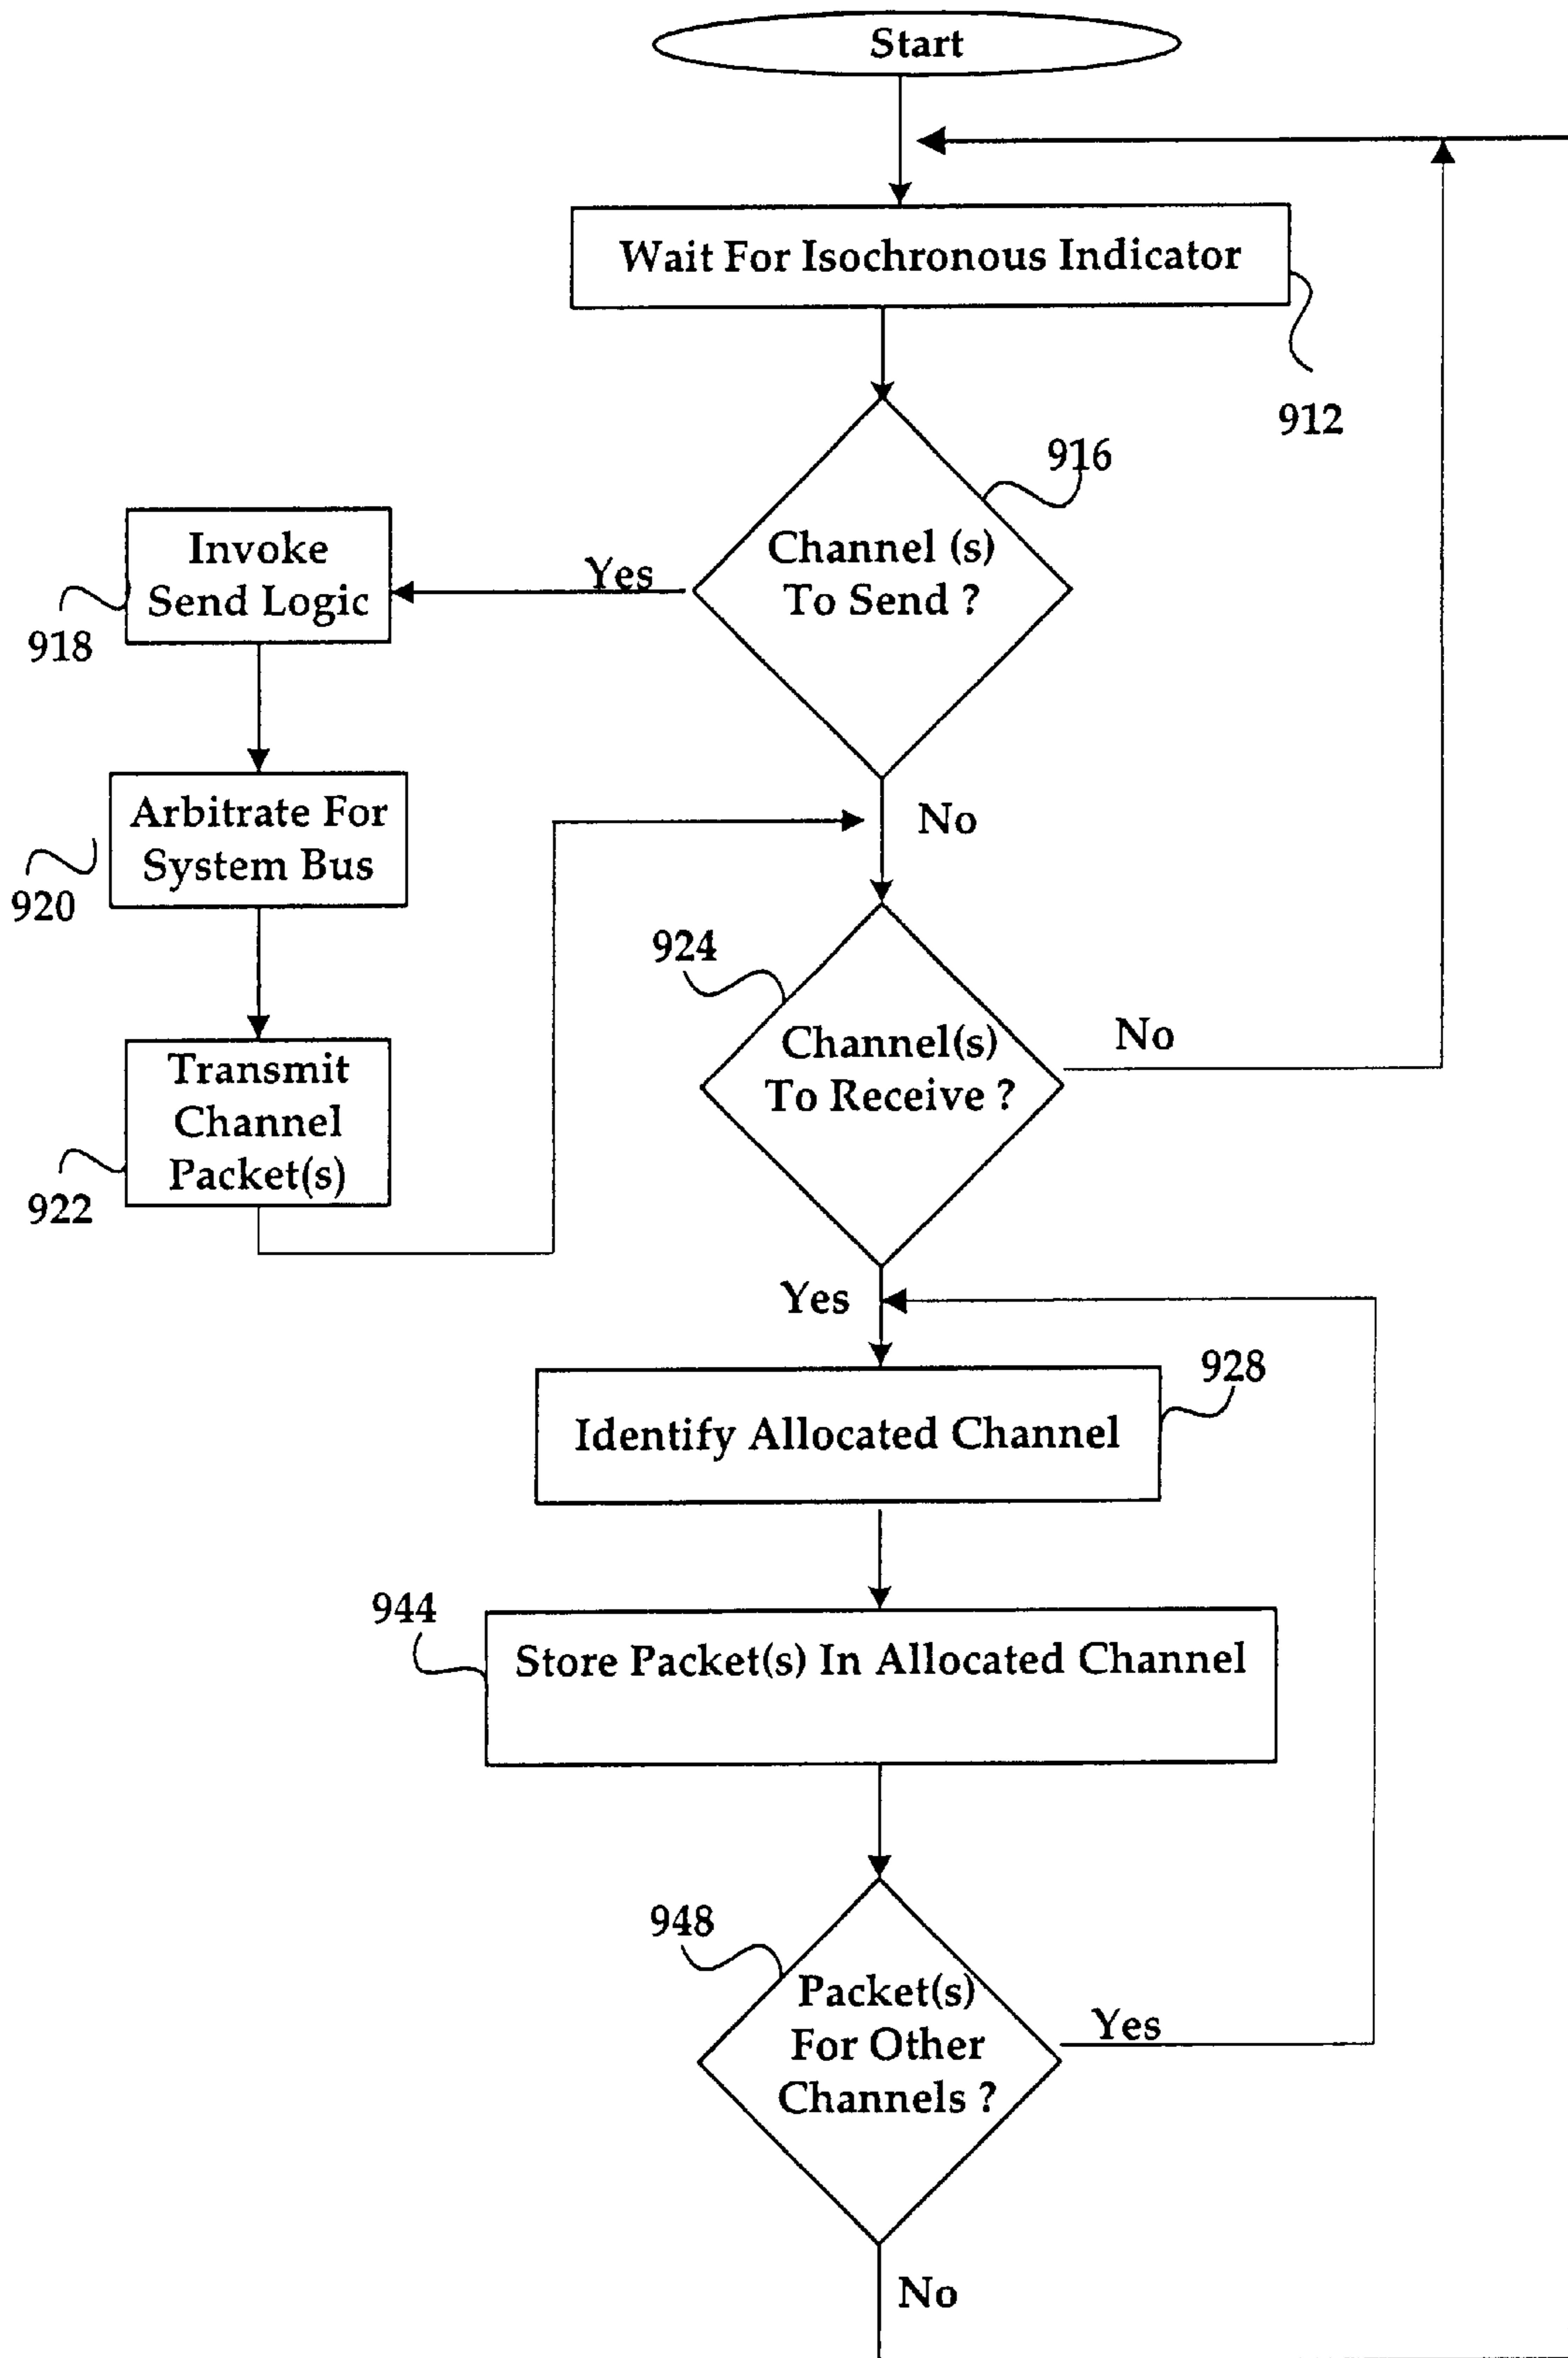 Start
Wait For Isochronous Indicator
912
916
Channel (s)
To Send ?
Yes
Invoke
Send Logic
918
Arbitrate For
System Bus
920
No
Transmit
Channel
Packet(s)
922
924
Channel(s)
To Receive ?
No
Yes
928
Identify Allocated Channel
944
Store Packet(s) In Allocated Channel
948
Packet(s)
For Other
Channels ?
Yes
No